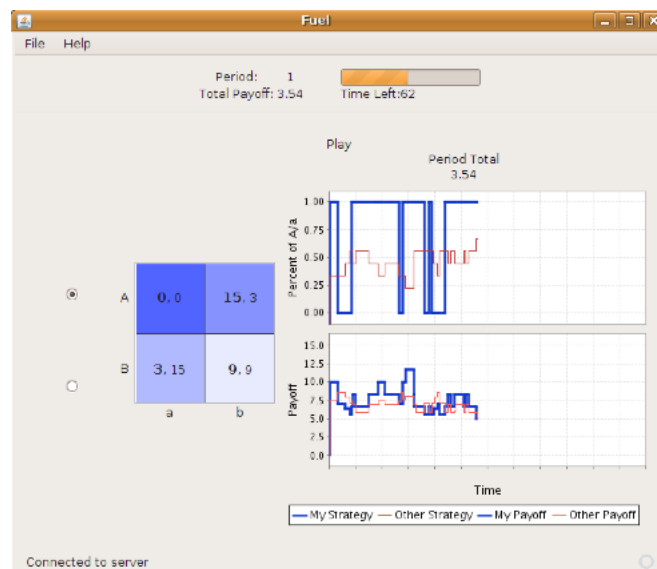 Fuel
File Help
Period: 1
Total Payoff: 3.54 Time Left:62
Play
Period Total
3.54
Percent of A/a
1.00
0.75
0.50
0.25
0.00
A 0, 0 15, 3
B 3, 15 9, 9
a b
Payoff
15.0
12.5
10.0
7.5
5.0
2.5
0.0
Time
My Strategy Other Strategy My Payoff Other Payoff
Connected to server